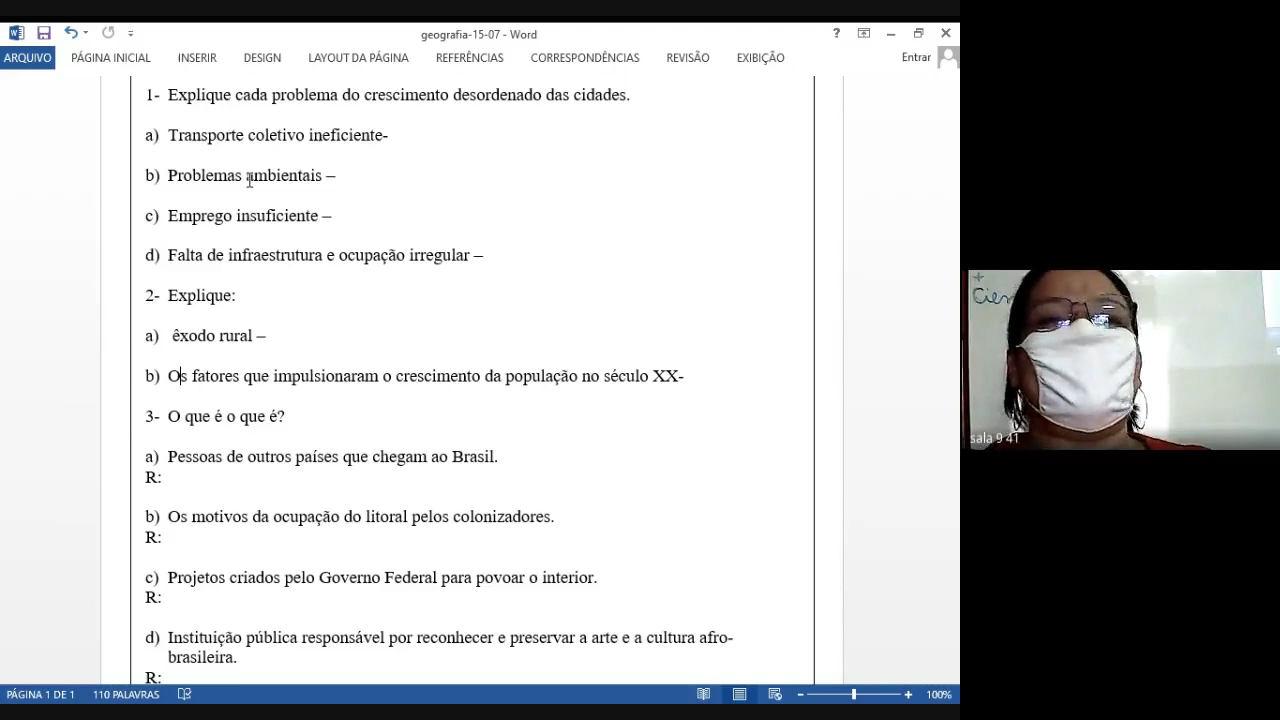 geografia-15-07 - Word
?
ARQUIVO PÁGINA INICIAL INSERIR DESIGN LAYOUT DA PÁGINA REFERÊNCIAS CORRESPONDÊNCIAS REVISÃO EXIBIÇÃO Entrar
1- Explique cada problema do crescimento desordenado das cidades.
a) Transporte coletivo ineficiente-
b) Problemas ambientais –
c) Emprego insuficiente –
d) Falta de infraestrutura e ocupação irregular –
2- Explique:
a) êxodo rural –
b) Os fatores que impulsionaram o crescimento da população no século XX-
3- O que é o que é?
a) Pessoas de outros países que chegam ao Brasil.
R:
b) Os motivos da ocupação do litoral pelos colonizadores.
R:
c) Projetos criados pelo Governo Federal para povoar o interior.
R:
d) Instituição pública responsável por reconhecer e preservar a arte e a cultura afro-
brasileira.
R:
PÁGINA 1 DE 1 110 PALAVRAS 100%
+
Cien
sala 9 41